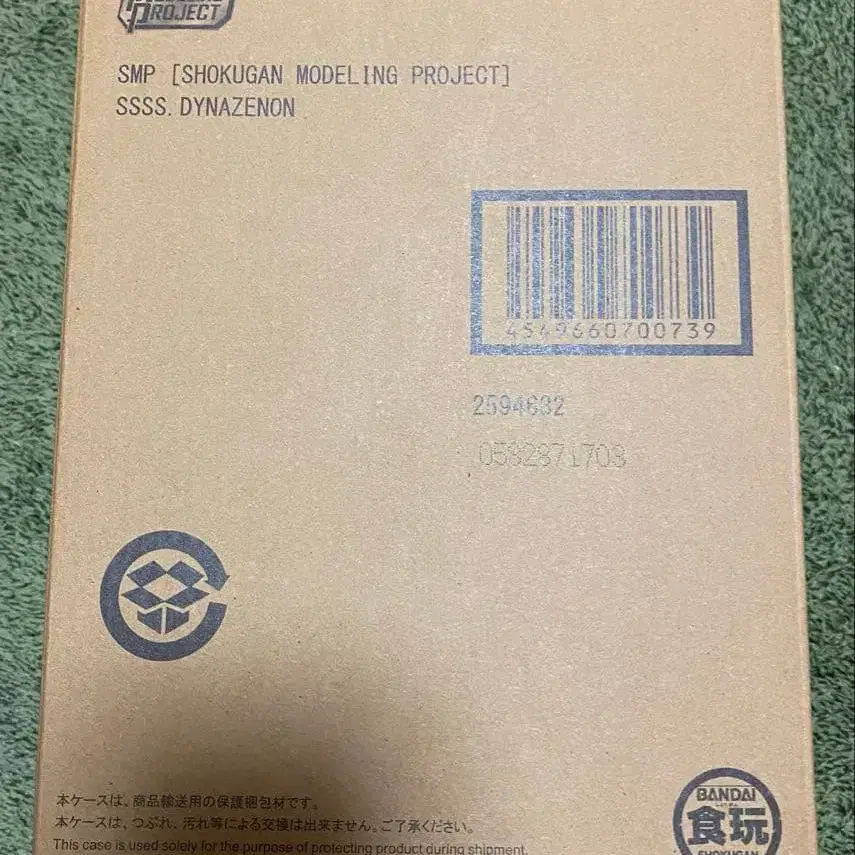 PROJECT
SMP [SHOKUGAN MODELING PROJECT]
SSSS. DYNAZENON
4549660700739
2594632
0532871703
本ケースは、商品輸送用の保護梱包材です。
本ケースは、つぶれ、汚れ等による交換は出来ません。ご了承ください。
This case is used solely for the purpose of protecting product during shipment.
BANDAI
食玩
SHOKUGAN